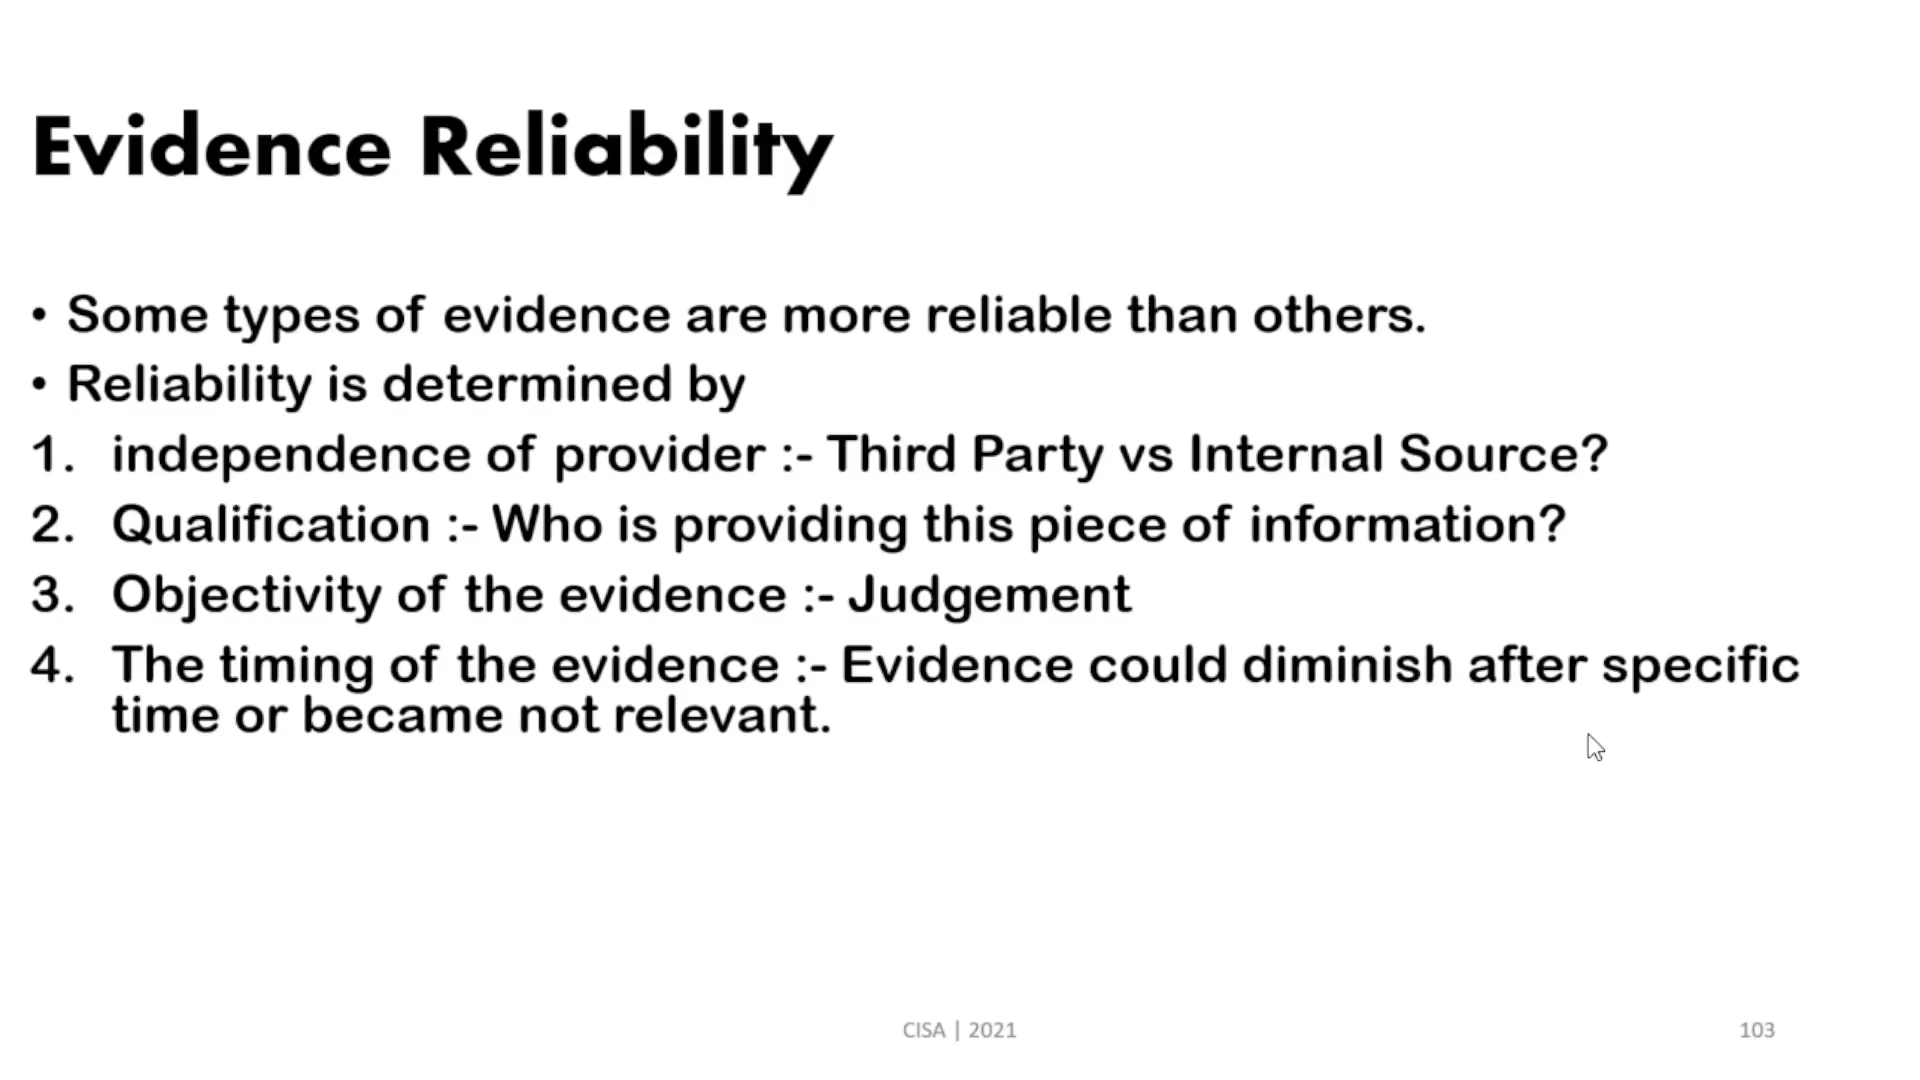 Evidence Reliability
• Some types of evidence are more reliable than others.
• Reliability is determined by
1. independence of provider :- Third Party vs Internal Source?
2. Qualification :- Who is providing this piece of information?
3. Objectivity of the evidence :- Judgement
4. The timing of the evidence :- Evidence could diminish after specific
time or became not relevant.
CISA | 2021
103